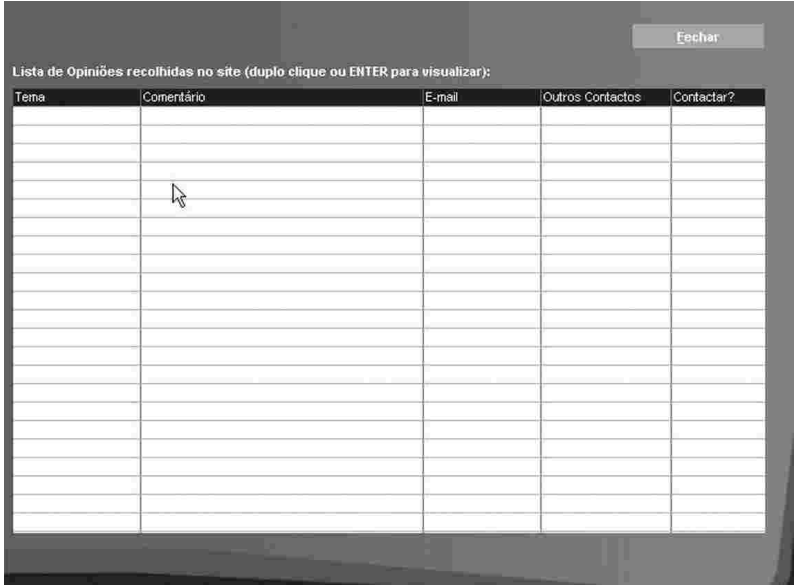 Fechar
Lista de Opiniões recolhidas no site (duplo clique ou ENTER para visualizar):
Tema Comentário E-mail Outros Contactos Contactar?